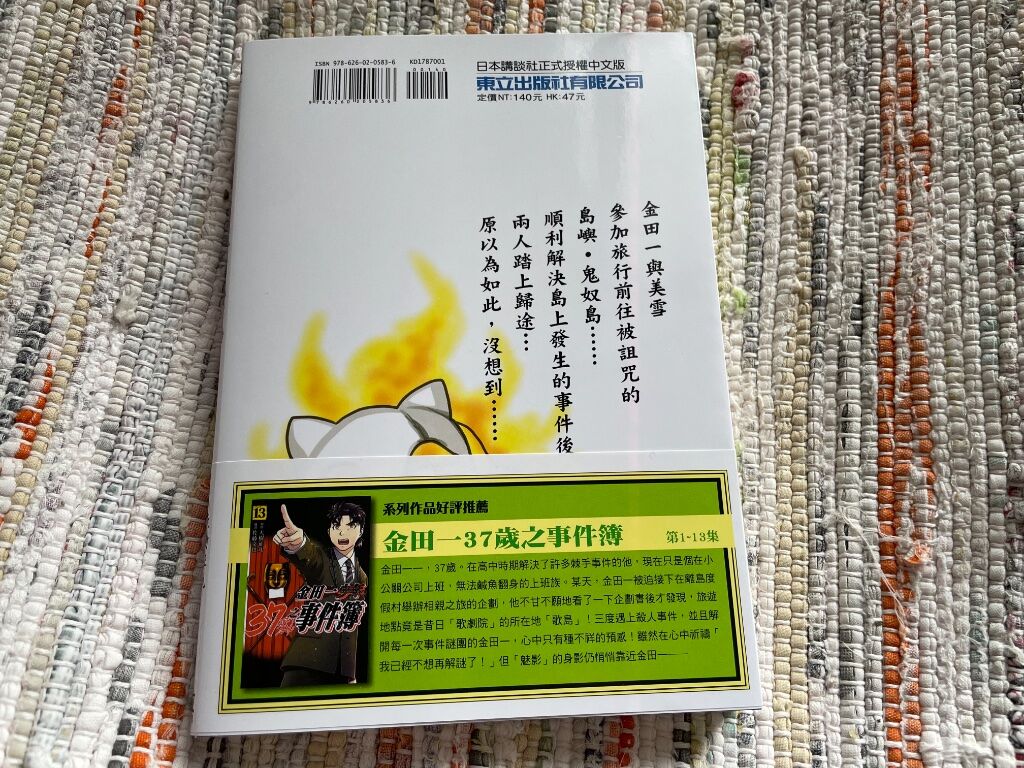 ISBN 978-626-02-0583-6
KD1787001
00140
9786260205836
日本講談社正式授權中文版
東立出版社有限公司
定價NT:140元 HK:47元
金田一與美雪
參加旅行前往被詛咒的
島嶼・鬼奴島……
順利解決島上發生的事件後
兩人踏上歸途…
原以為如此，沒想到……
系列作品好評推薦
金田一37歲之事件簿 第1-13集
金田一一，37歲。在高中時期解決了許多棘手事件的他，現在只是個在小
公關公司上班，無法鹹魚翻身的上班族。某天，金田一被迫接下在離島度
假村舉辦相親之旅的企劃，他不甘不願地看了一下企劃書後才發現，旅遊
地點竟是昔日「歌劇院」的所在地「歌島」！三度遇上殺人事件，並且解
開每一次事件謎團的金田一，心中只有種不祥的預感！雖然在心中祈禱「
我已經不想再解謎了！」但「魅影」的身影仍悄悄靠近金田一──
13
金田一
37歲之事件簿